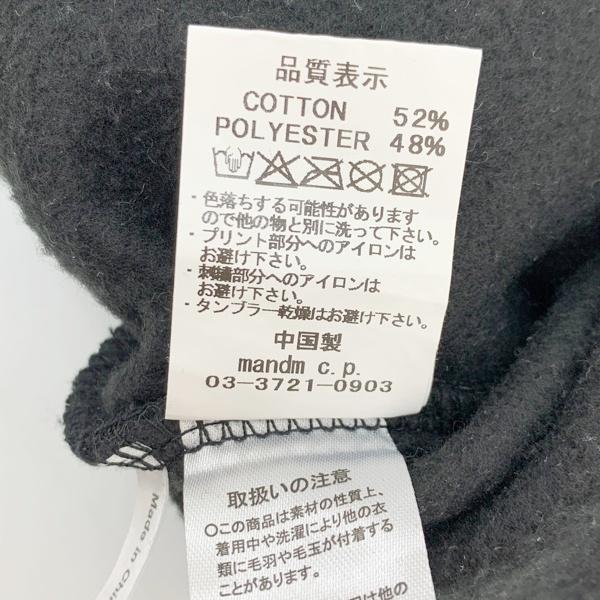 品質表示
COTTON 52%
POLYESTER 48%
・色落ちする可能性があります
ので他の物と別に洗って下さい。
・プリント部分へのアイロンは
お避け下さい。
・刺繍部分へのアイロンは
お避け下さい。
・タンブラー乾燥はお避け下さい。
中国製
mandm c.p.
03-3721-0903
取扱いの注意
○この商品は素材の性質上、
着用中や洗濯により他の衣
類に毛羽や毛玉が付着する
ことがあります。
は他の
Made in Chi